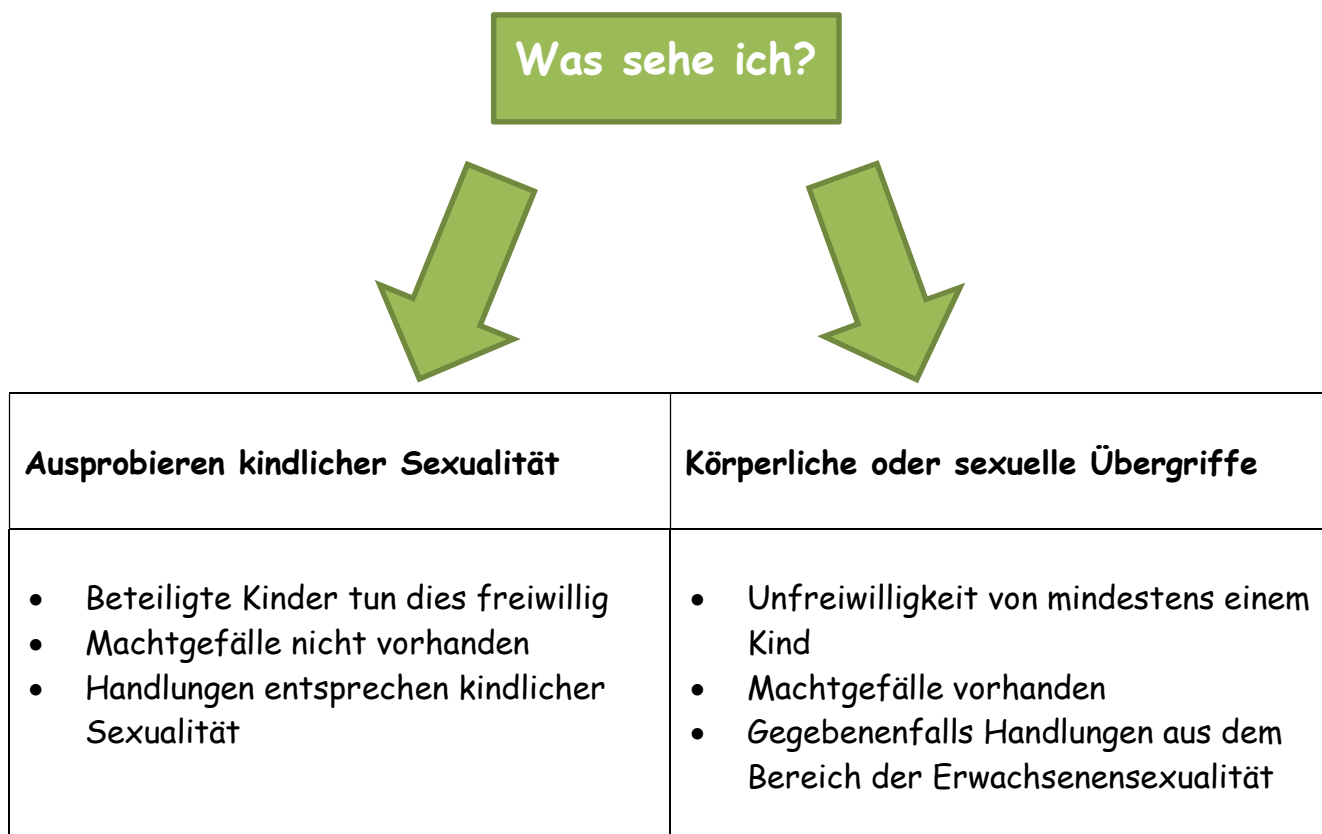 Was sehe ich?
Ausprobieren kindlicher Sexualität
Körperliche oder sexuelle Übergriffe
• Beteiligte Kinder tun dies freiwillig
• Machtgefälle nicht vorhanden
• Handlungen entsprechen kindlicher
Sexualität
• Unfreiwilligkeit von mindestens einem
Kind
• Machtgefälle vorhanden
• Gegebenenfalls Handlungen aus dem
Bereich der Erwachsenensexualität